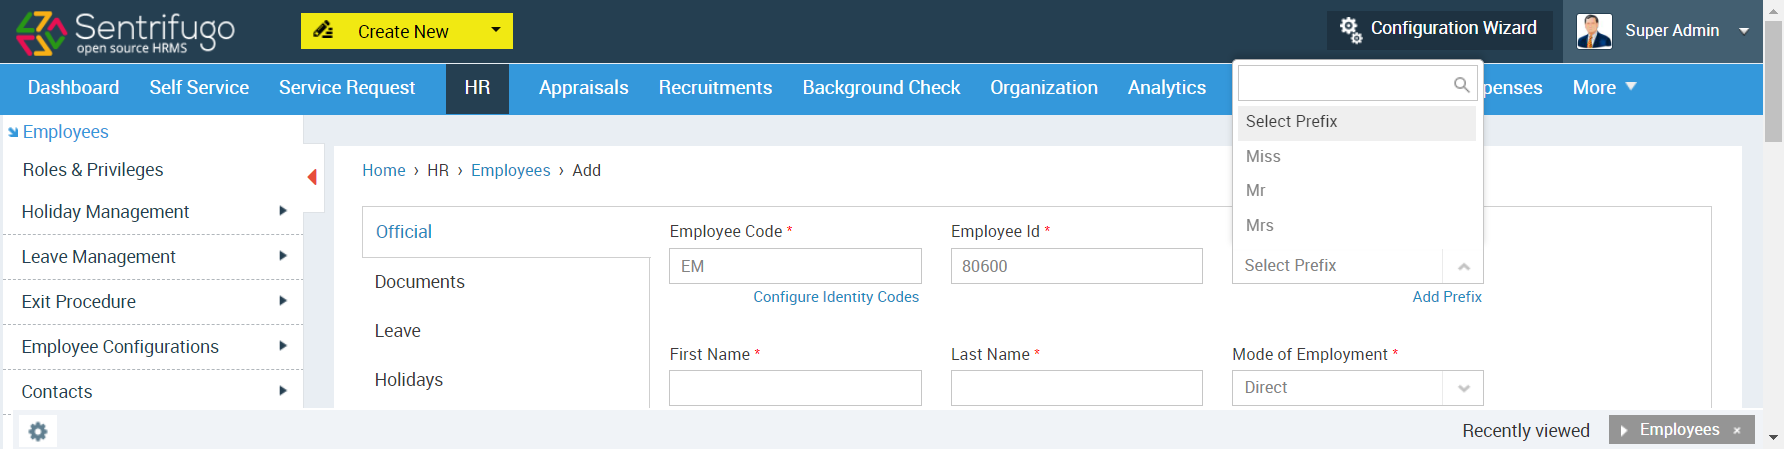 Sentrifugo
open source HRMS
Create New
Configuration Wizard
Super Admin
Dashboard Self Service Service Request HR Appraisals Recruitments Background Check Organization Analytics penses More
Employees
Roles & Privileges
Holiday Management
Leave Management
Exit Procedure
Employee Configurations
Contacts
Home › HR › Employees › Add
Official
Documents
Leave
Holidays
Employee Code *
EM
Configure Identity Codes
Employee Id *
80600
Select Prefix
Miss
Mr
Mrs
Select Prefix
Add Prefix
First Name *
Last Name *
Mode of Employment *
Direct
Recently viewed
Employees ×